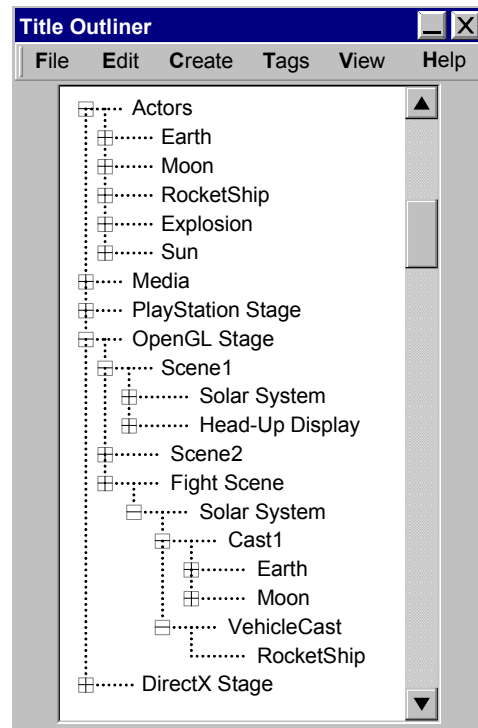 Title Outliner
File Edit Create Tags View Help
Actors
Earth
Moon
RocketShip
Explosion
Sun
Media
PlayStation Stage
OpenGL Stage
Scene1
Solar System
Head-Up Display
Scene2
Fight Scene
Solar System
Cast1
Earth
Moon
VehicleCast
RocketShip
DirectX Stage